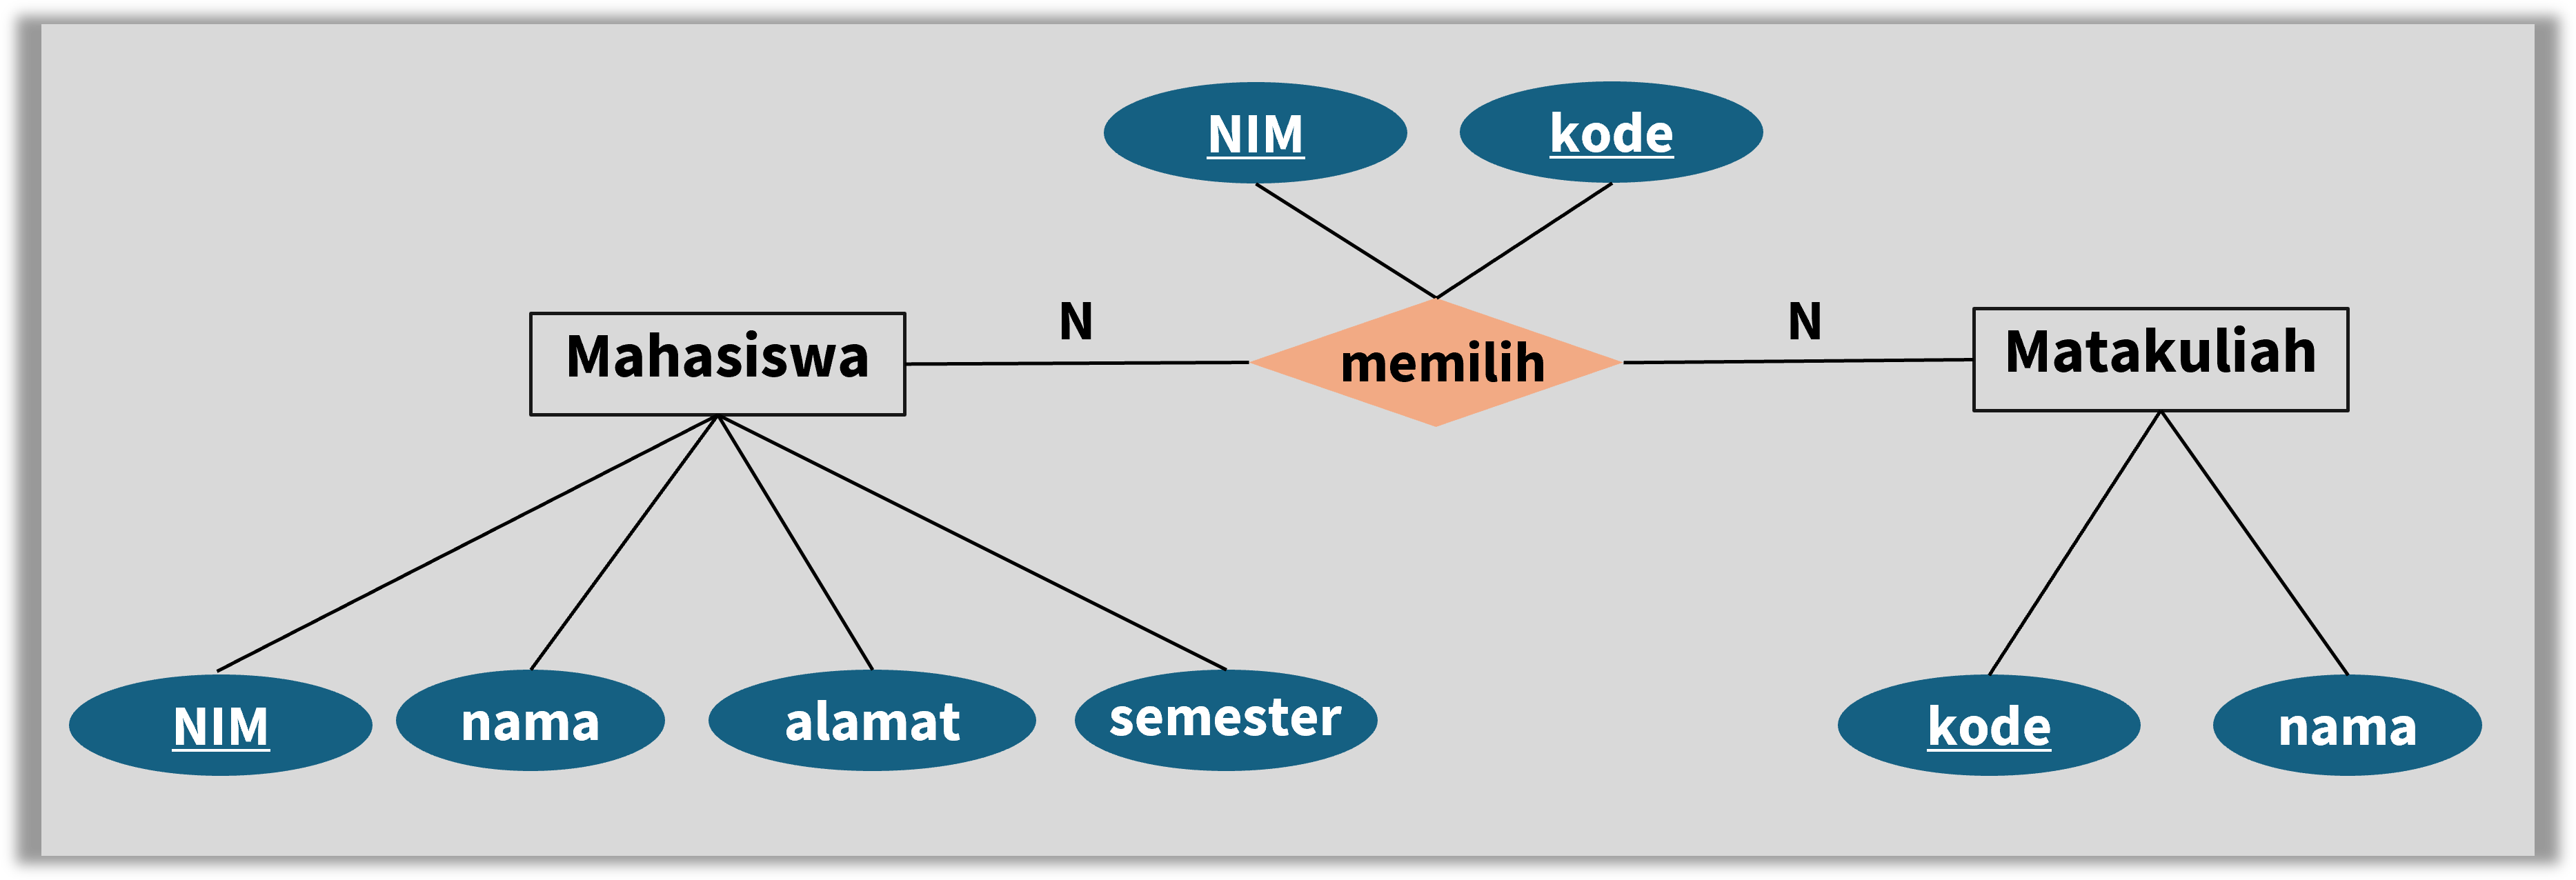 NIM
kode
Mahasiswa
N
memilih
N
Matakuliah
NIM
nama
alamat
semester
kode
nama